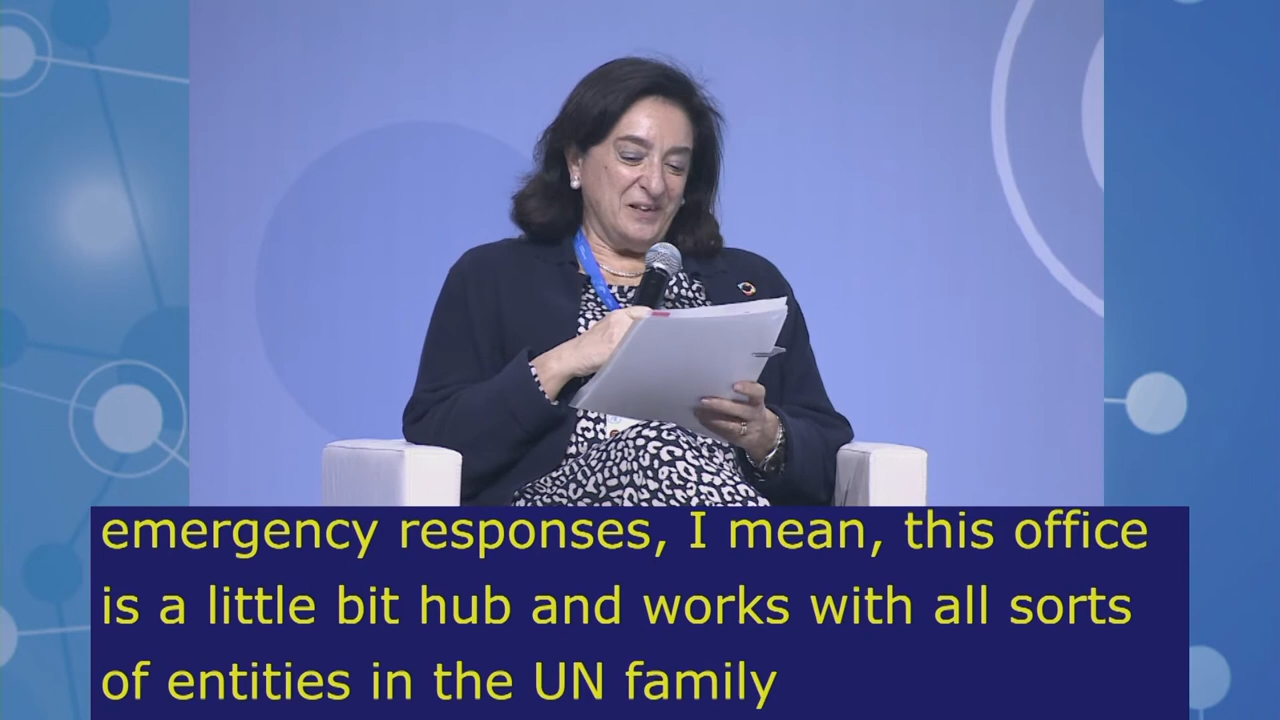 emergency responses, I mean, this office
is a little bit hub and works with all sorts
of entities in the UN family